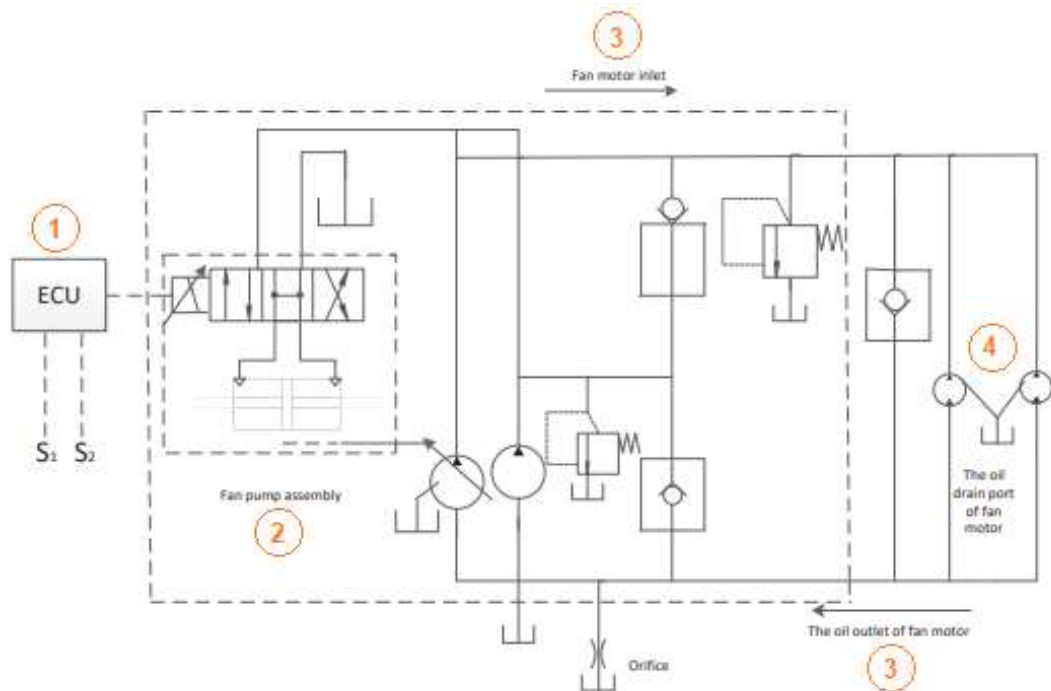 3
Fan motor inlet
1
ECU
S1
S2
4
Fan pump assembly
2
The oil
drain port
of fan
motor
The oil outlet of fan motor
3
Orifice